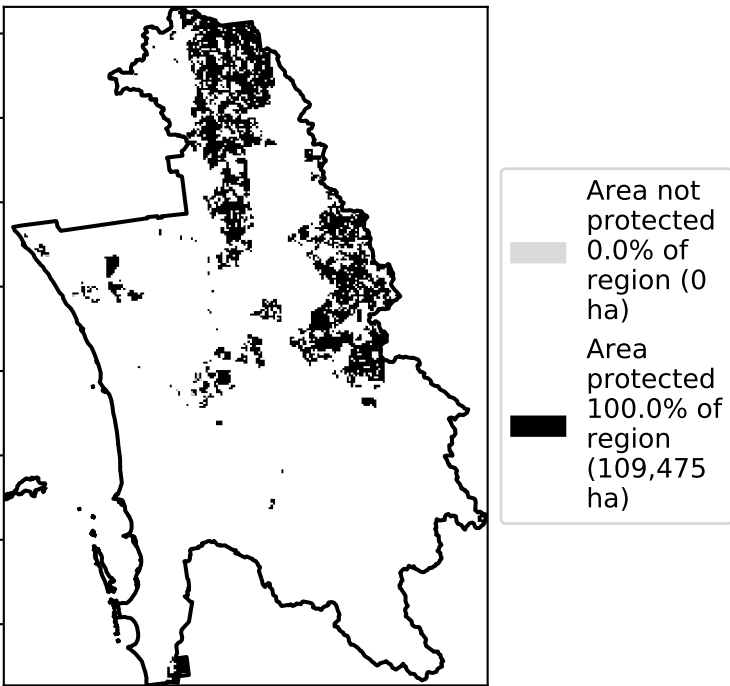 Area not
protected
0.0% of
region (0
ha)
Area
protected
100.0% of
region
(109,475
ha)